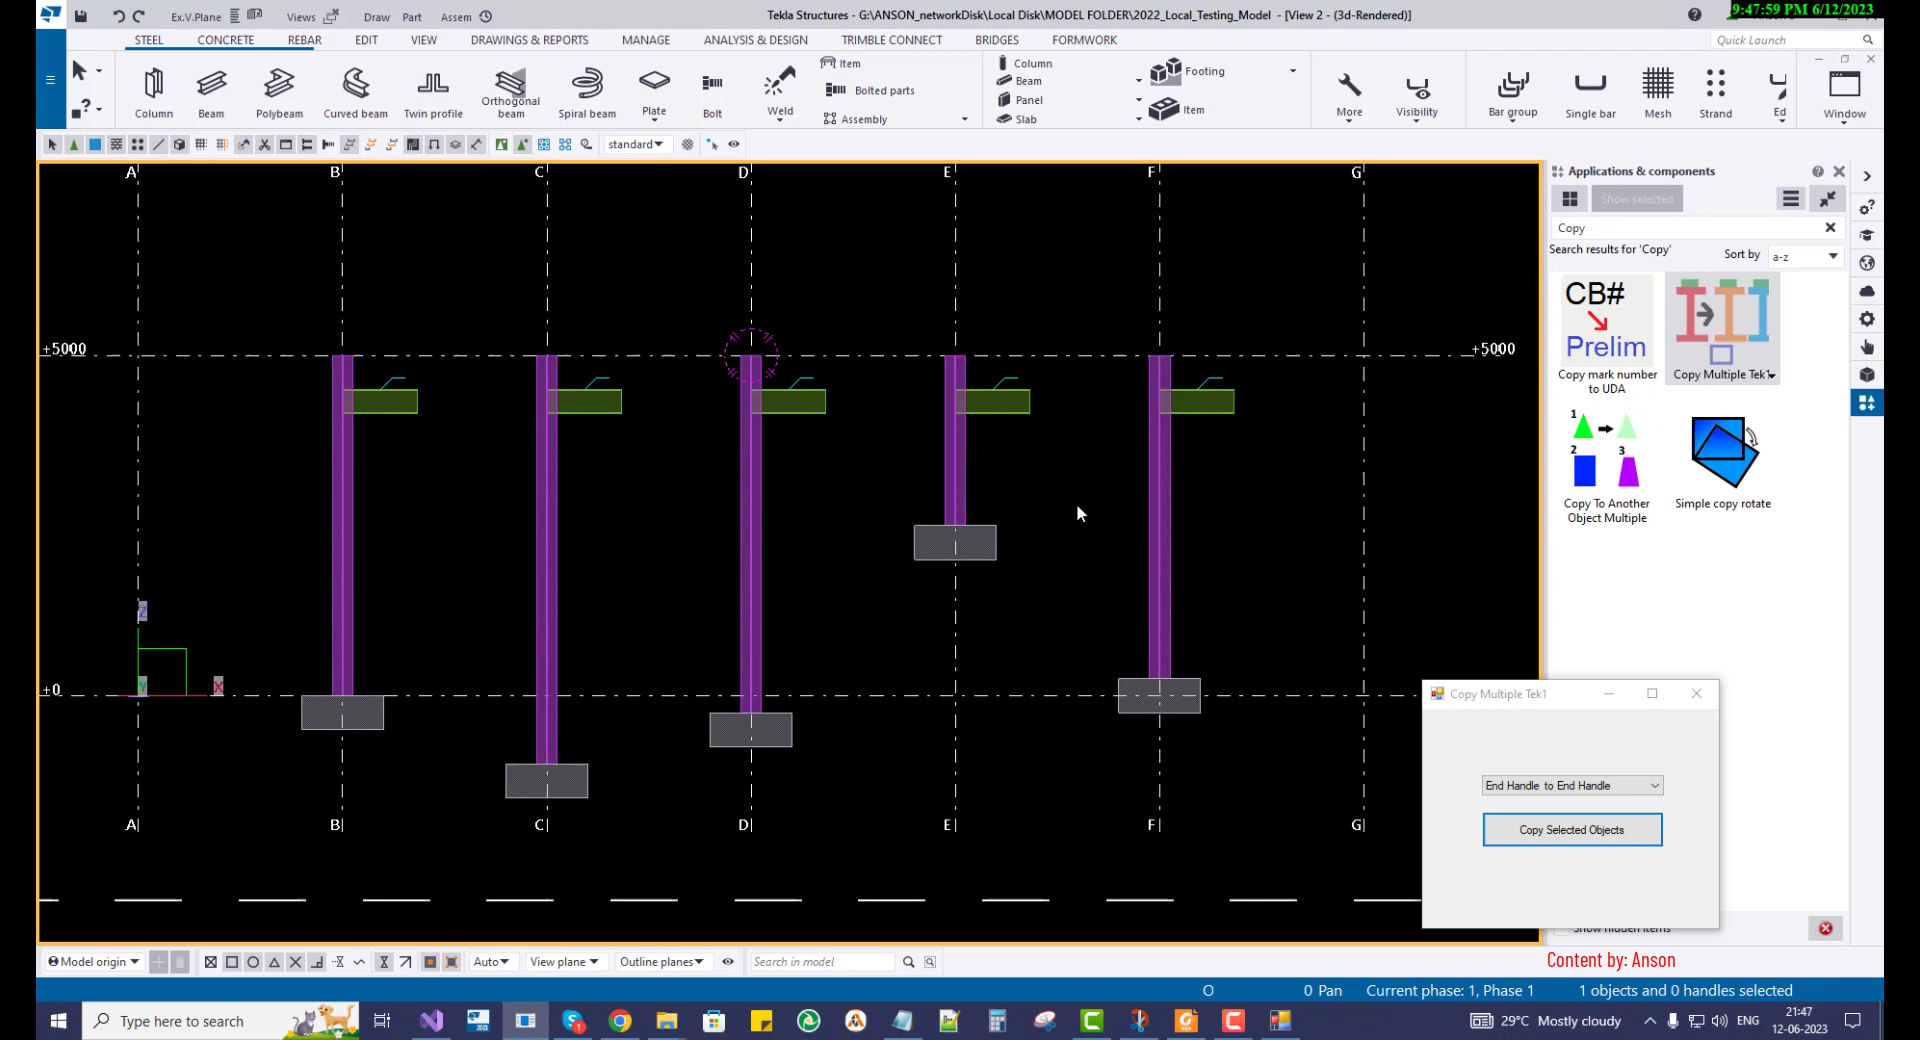 9:47:59 PM 6/12/2023
Ex.V.Plane
Views
Draw
Part
Assem
Tekla Structures - G:\ANSON_networkDisk\Local Disk\MODEL FOLDER\2022_Local_Testing_Model - [View 2 - (3d-Rendered)]
STEEL
CONCRETE
REBAR
EDIT
VIEW
DRAWINGS & REPORTS
MANAGE
ANALYSIS & DESIGN
TRIMBLE CONNECT
BRIDGES
FORMWORK
Quick Launch
Column
Beam
Polybeam
Curved beam
Twin profile
Orthogonal
beam
Spiral beam
Plate
Bolt
Weld
Item
Bolted parts
Assembly
Column
Beam
Panel
Slab
Footing
Item
More
Visibility
Bar group
Single bar
Mesh
Strand
Ed
Window
standard
A B C D E F G
+5000
+5000
+0
Z
Y
X
A B C D E F G
Applications & components
Show selected
Copy
Search results for 'Copy'
Sort by
a-z
CB#
Prelim
Copy mark number
to UDA
Copy Multiple Tek1
1
2
3
Copy To Another
Object Multiple
Simple copy rotate
Copy Multiple Tek1
End Handle to End Handle
Copy Selected Objects
Show hidden items
Content by: Anson
Model origin
Auto
View plane
Outline planes
Search in model
O
0 Pan
Current phase: 1, Phase 1
1 objects and 0 handles selected
Type here to search
29°C Mostly cloudy
ENG
21:47
12-06-2023